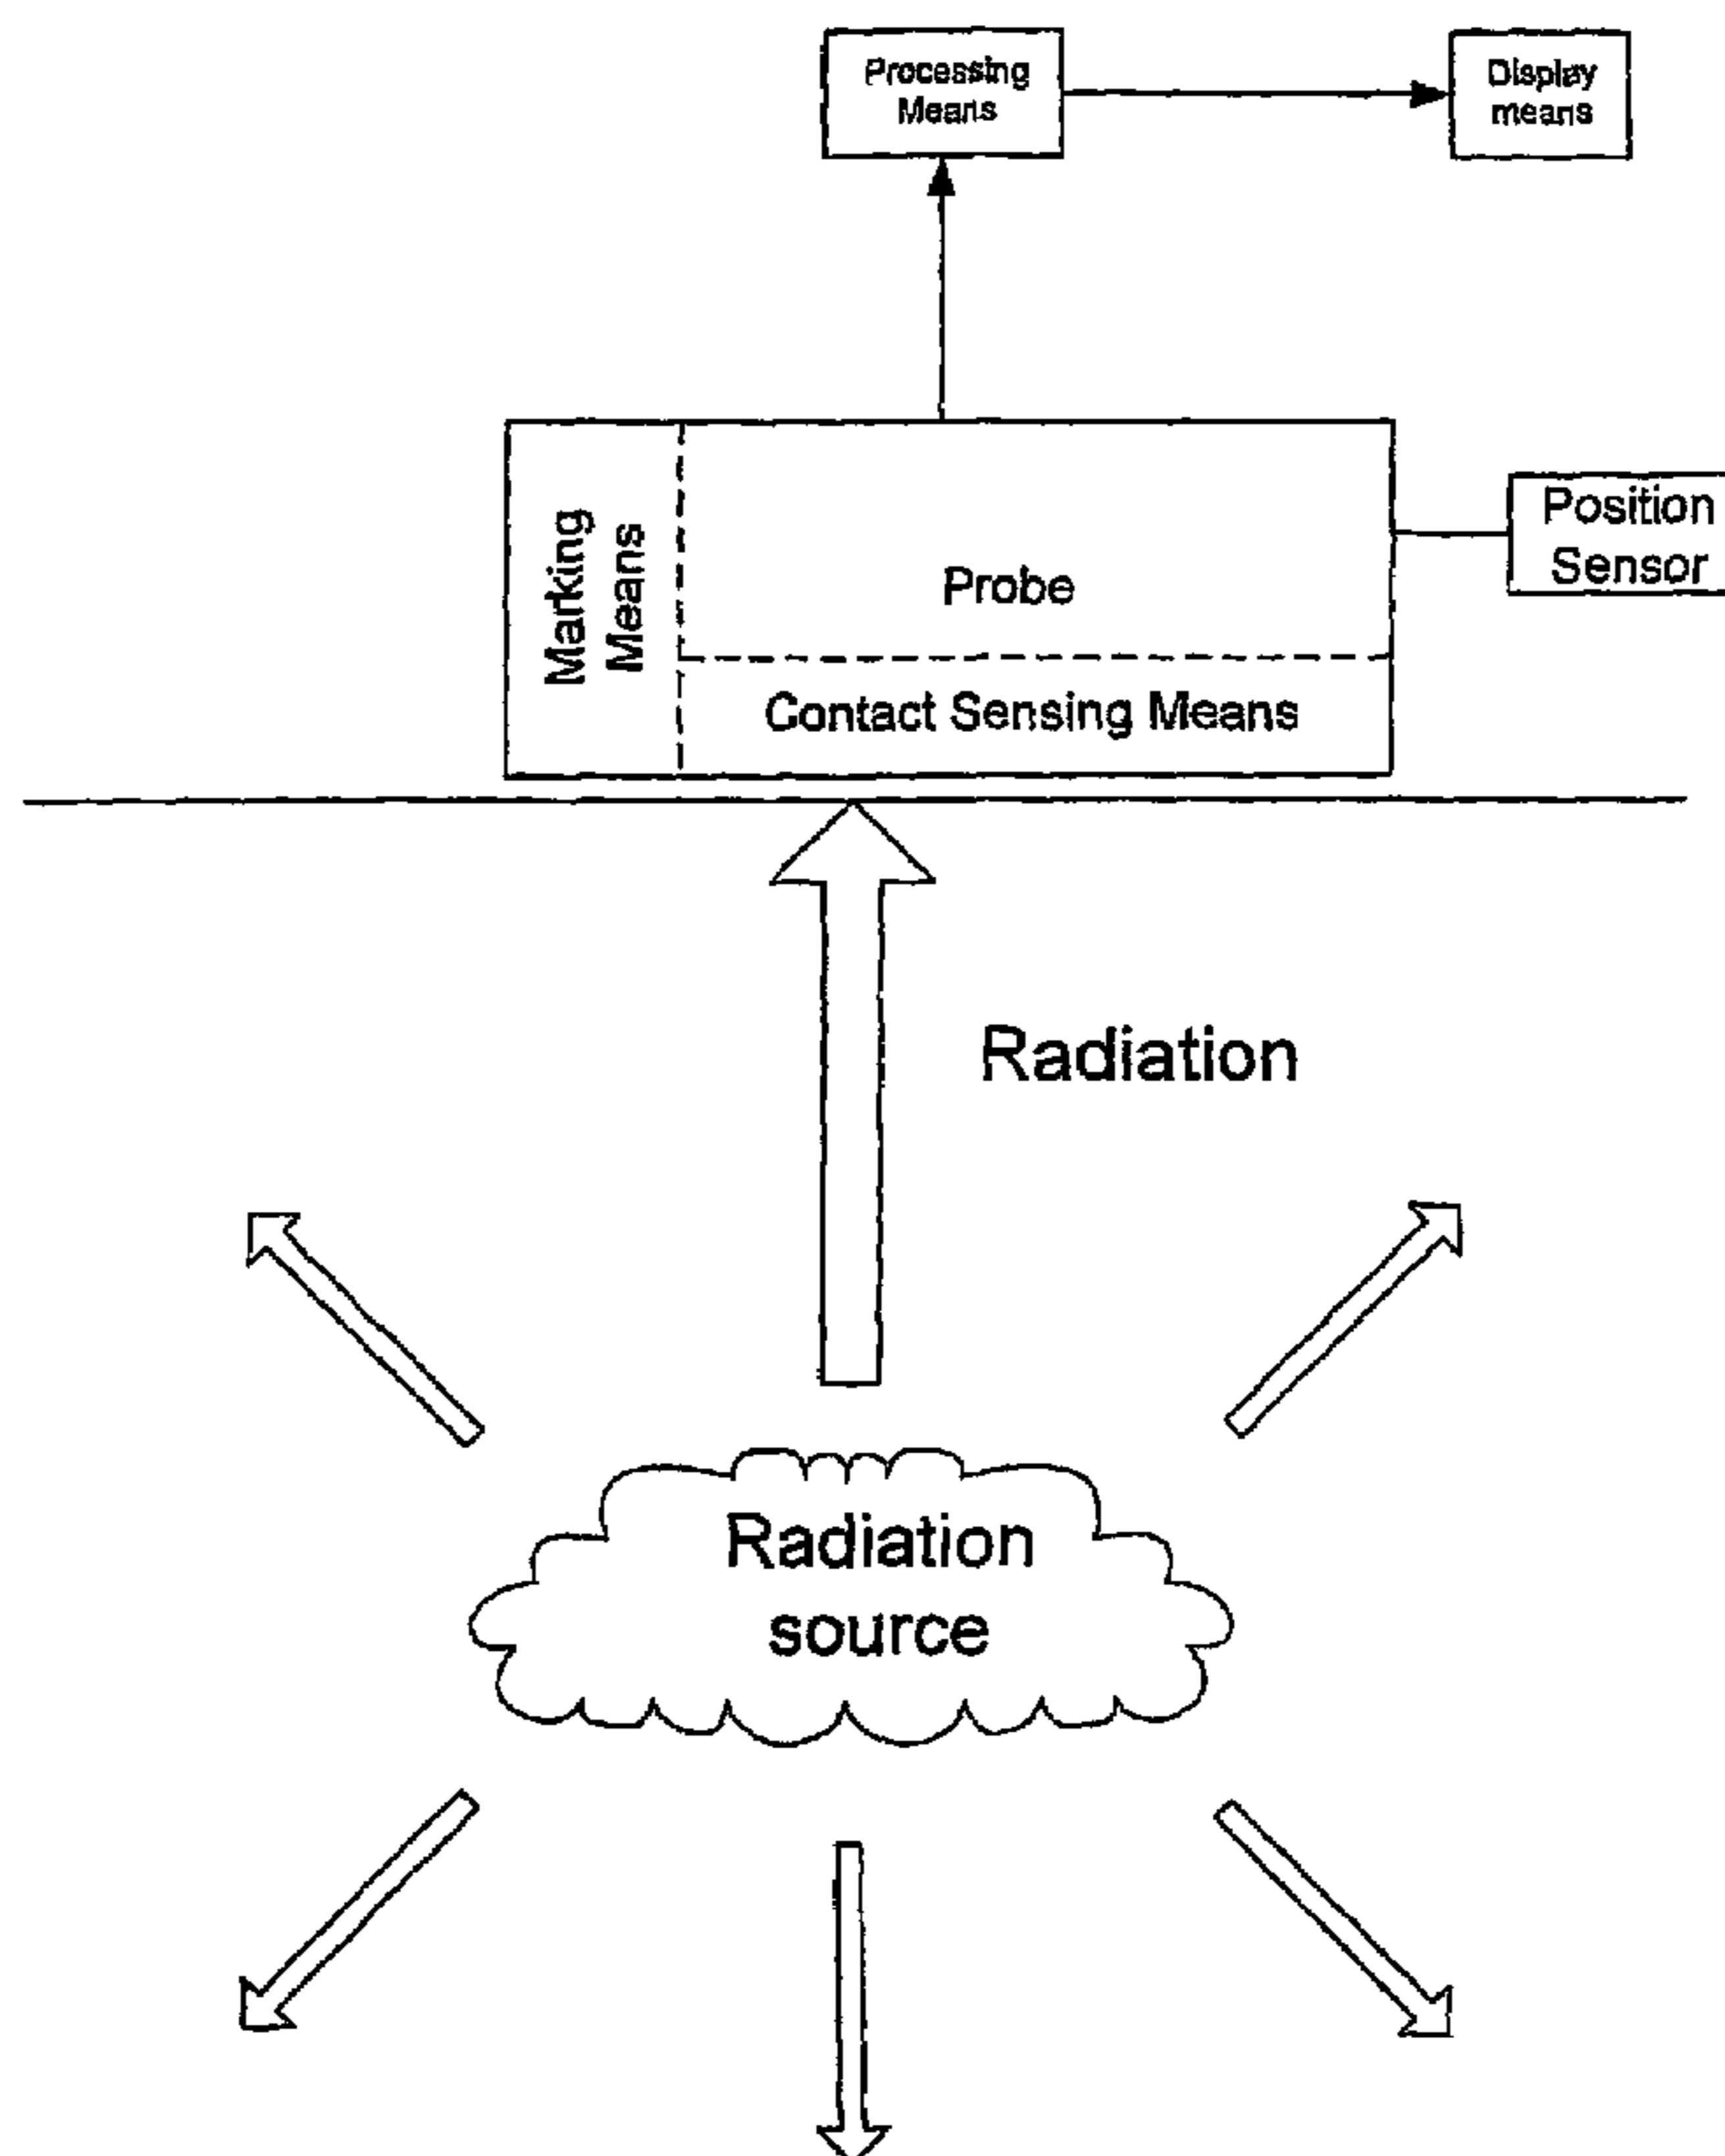 Processing
Means
Display
means
Marking
Means
Probe
Contact Sensing Means
Position
Sensor
Radiation
Radiation
source